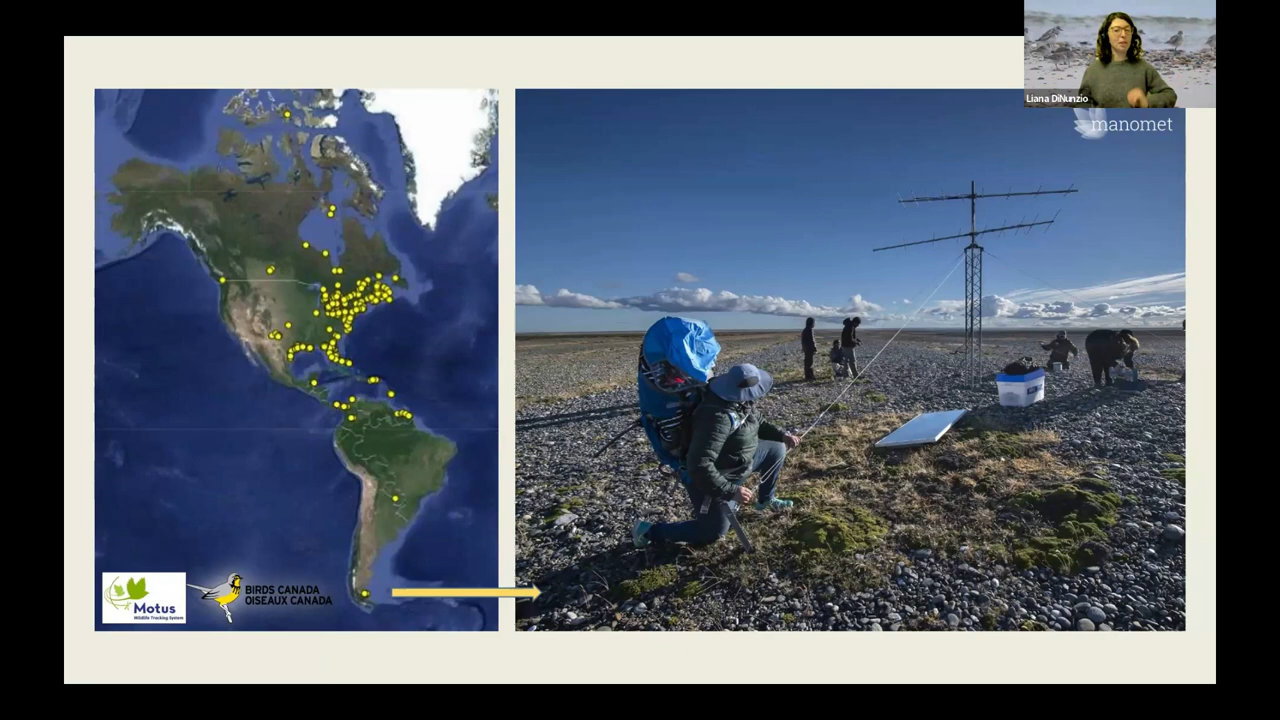 Liana DiNunzio
manomet
Motus
Wildlife Tracking System
BIRDS CANADA
OISEAUX CANADA